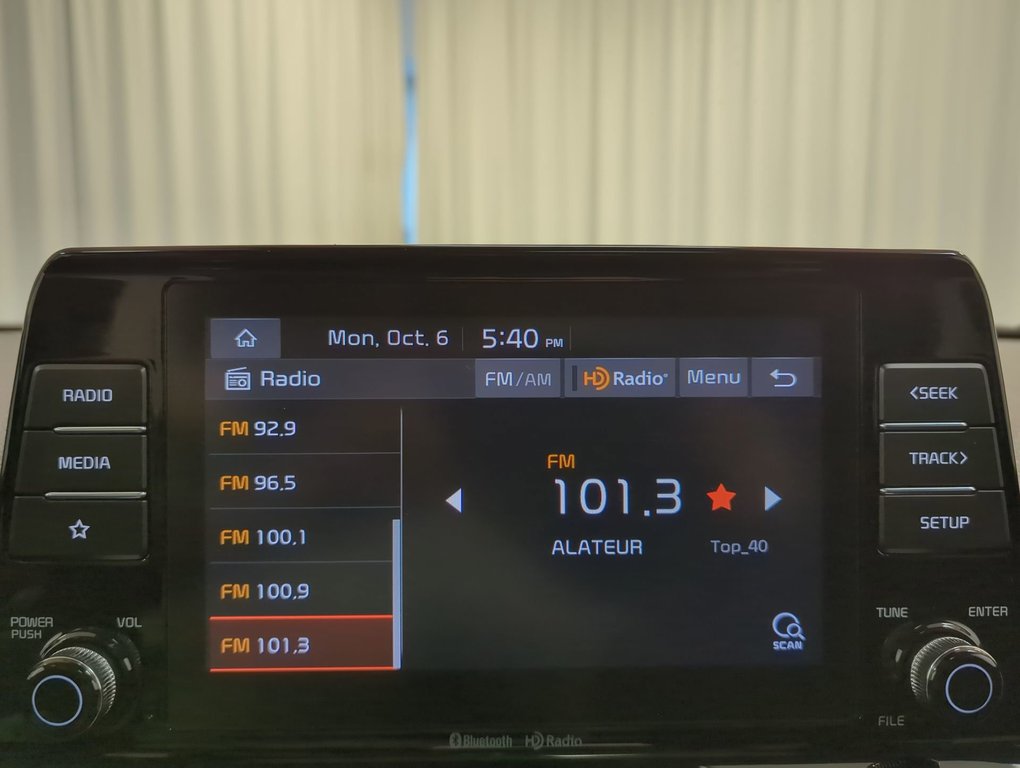 Mon, Oct. 6 5:40 PM
Radio FM/AM HD Radio® Menu
FM 92.9
FM 96.5
FM 100.1
FM 100.9
FM 101.3
FM
101.3
ALATEUR Top_40
SCAN
RADIO
MEDIA
POWER
PUSH
VOL
<SEEK
TRACK>
SETUP
TUNE
ENTER
FILE
Bluetooth HD Radio